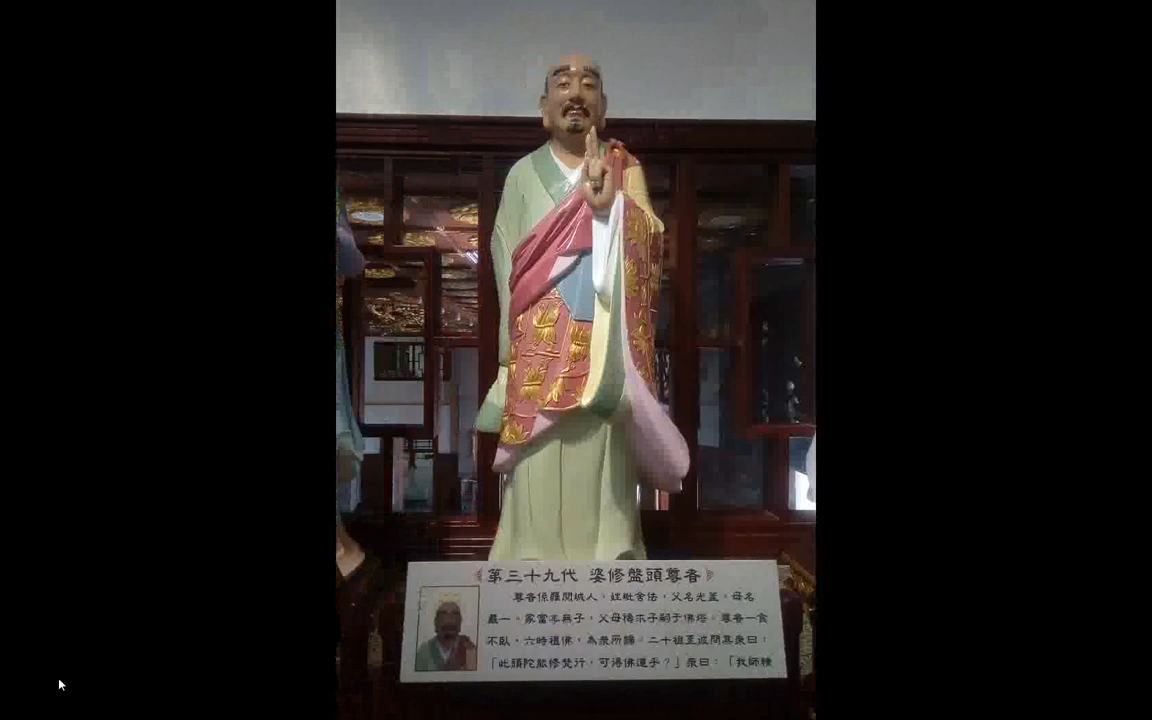 第三十九代 婆修盤頭尊者
尊者係羅閱城人，姓毗舍佉，父名光蓋，母名
嚴一。家富而無子，父母禱求子嗣于佛塔。尊者一食
不臥，六時禮佛，為眾所歸。二十祖至彼問其眾曰：
「此頭陀能修梵行，可得佛道乎？」眾曰：「我師精